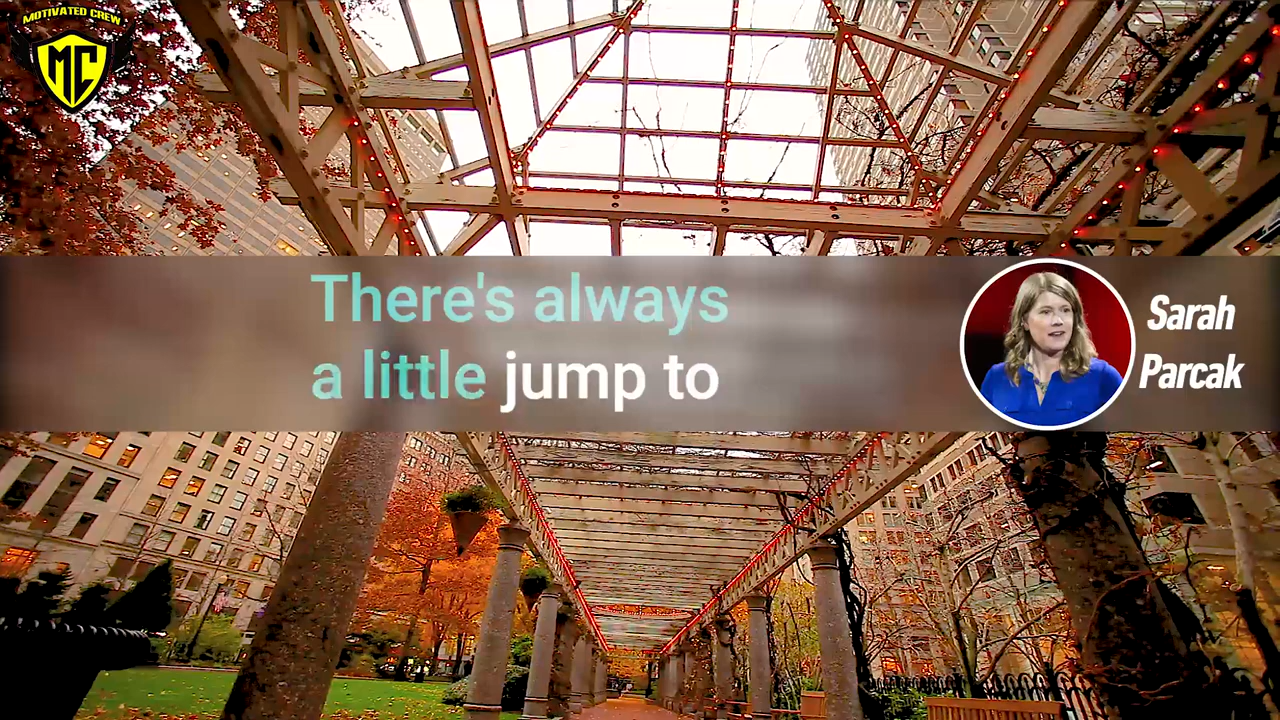 MOTIVATED CREW
MC
There's always
a little jump to
Sarah
Parcak